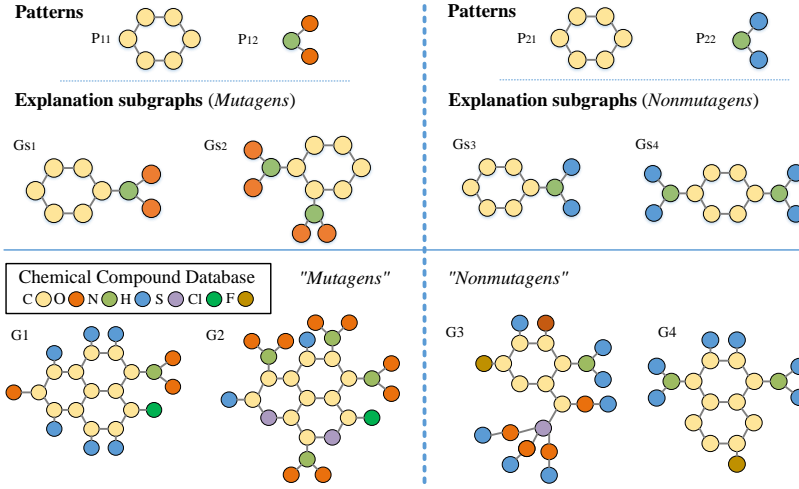 Patterns
P11
P12
Explanation subgraphs (Mutagens)
Gs1
Gs2
Patterns
P21
P22
Explanation subgraphs (Nonmutagens)
Gs3
Gs4
Chemical Compound Database
C O N H S Cl F
"Mutagens"
G1
G2
"Nonmutagens"
G3
G4